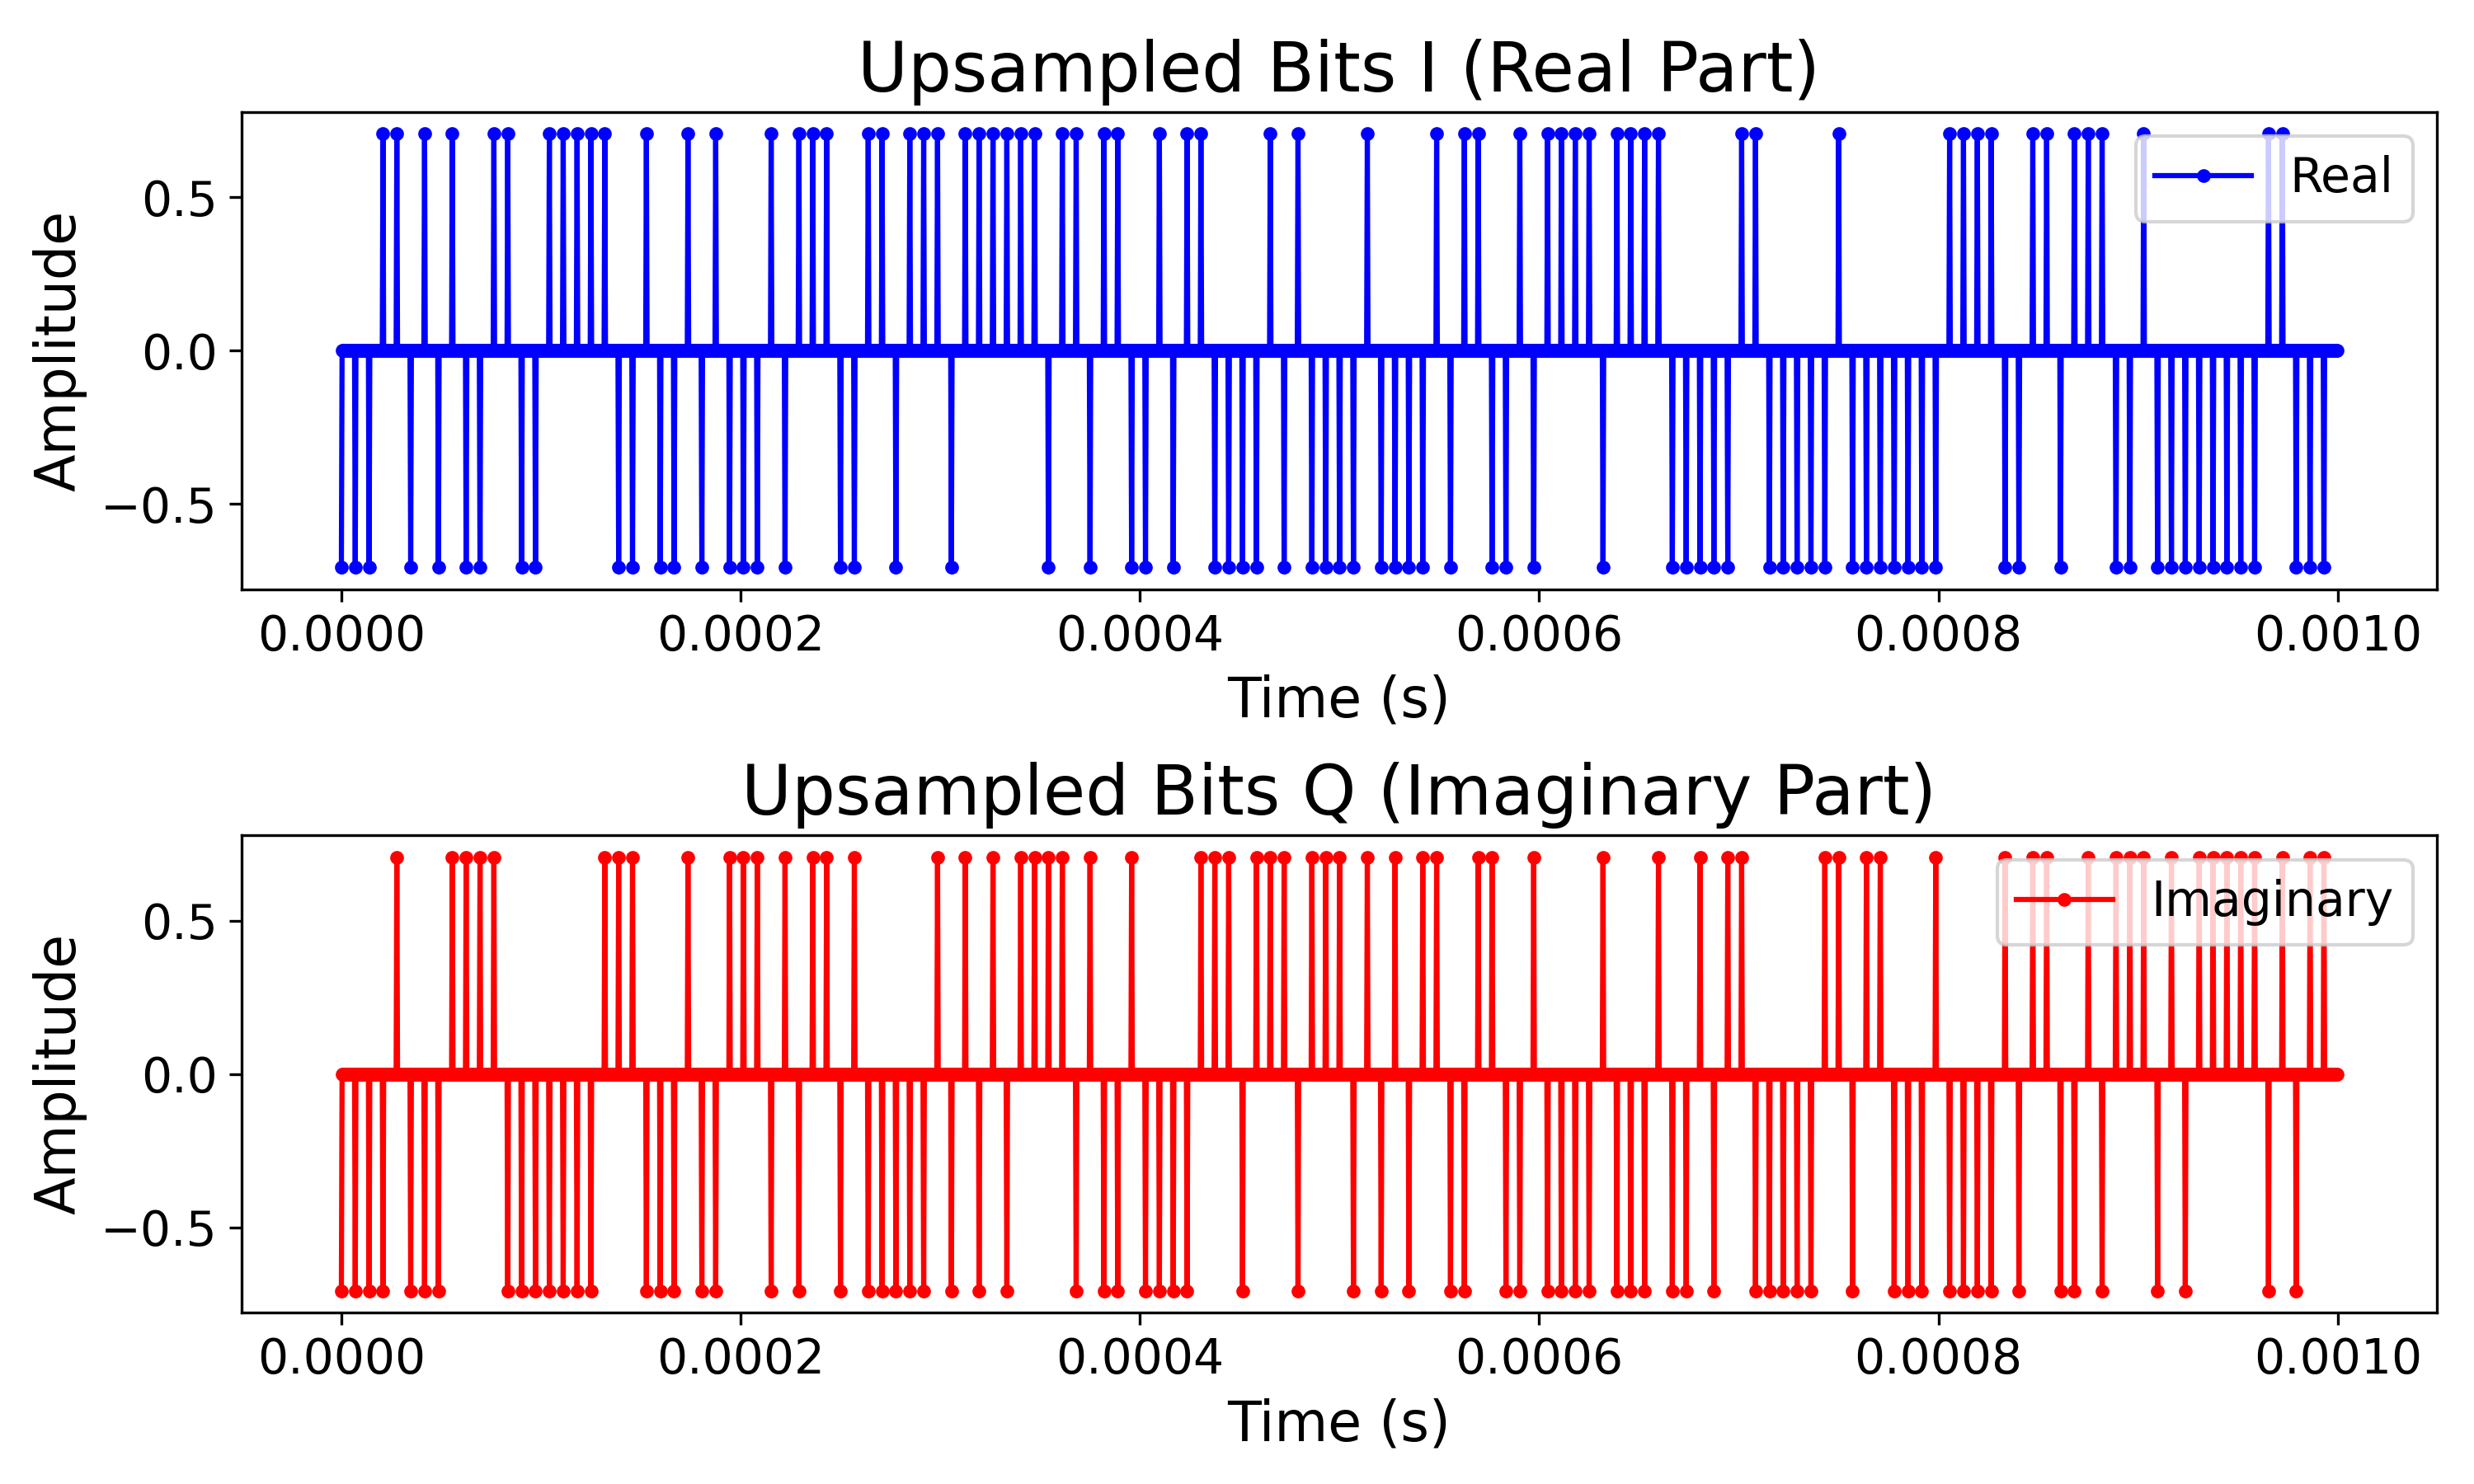 Upsampled Bits I (Real Part)
Real
0.5
0.0
−0.5
Amplitude
0.0000 0.0002 0.0004 0.0006 0.0008 0.0010
Time (s)
Upsampled Bits Q (Imaginary Part)
Imaginary
0.5
0.0
−0.5
Amplitude
0.0000 0.0002 0.0004 0.0006 0.0008 0.0010
Time (s)